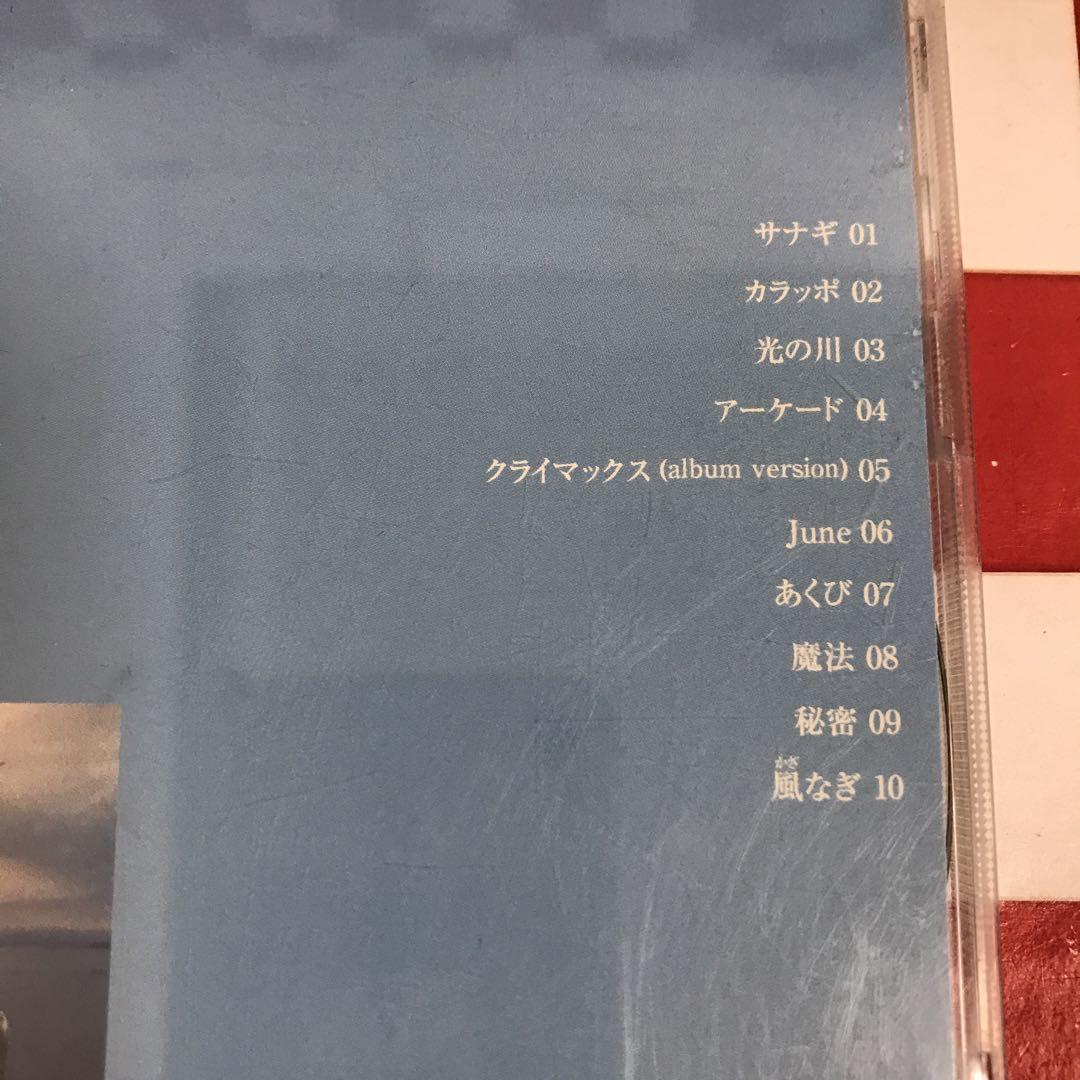 サナギ 01
カラッポ 02
光の川 03
アーケード 04
クライマックス (album version) 05
June 06
あくび 07
魔法 08
秘密 09
かざ
風なぎ 10